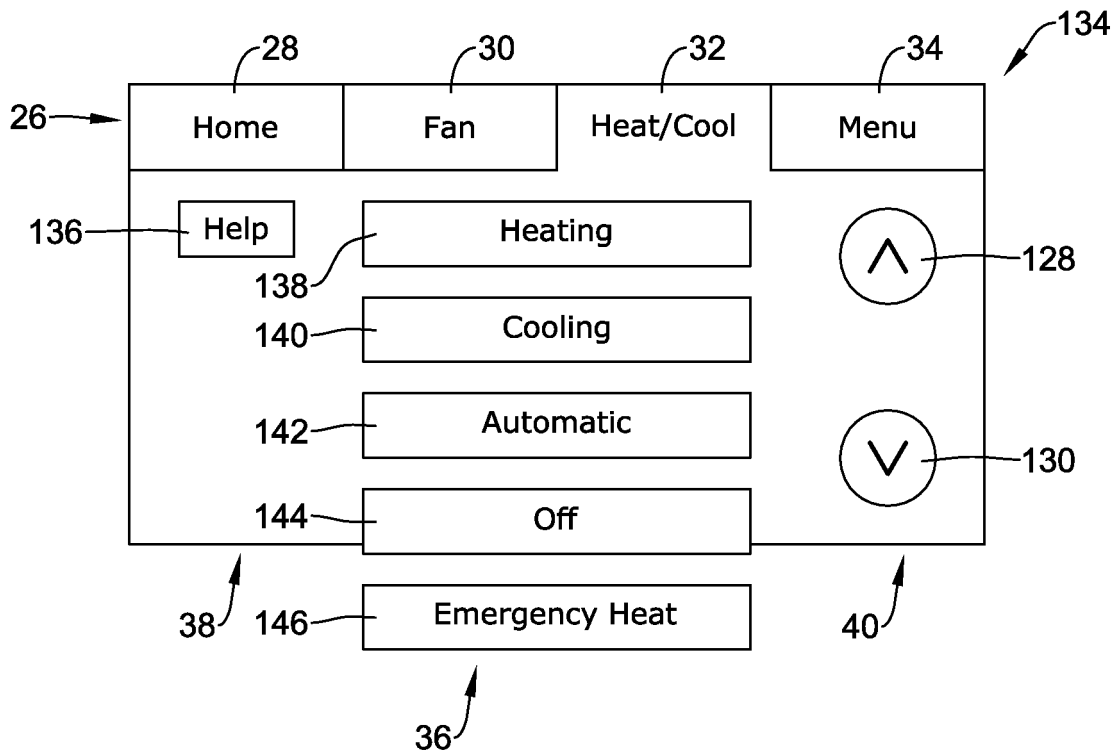 28 30 32 34 134
26 Home Fan Heat/Cool Menu
136 Help Heating 128
138
140 Cooling
142 Automatic 130
144 Off
38 146 Emergency Heat 40
36